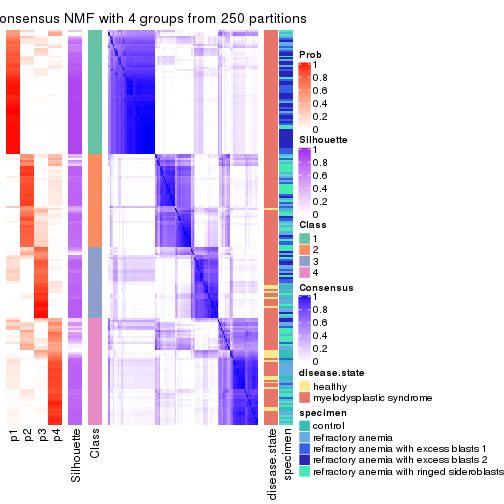 onsensus NMF with 4 groups from 250 partitions
Prob
1
0.8
0.6
0.4
0.2
0
Silhouette
1
0.8
0.6
0.4
0.2
0
Class
1
2
3
4
Consensus
1
0.8
0.6
0.4
0.2
0
disease.state
healthy
myelodysplastic syndrome
specimen
control
refractory anemia
refractory anemia with excess blasts 1
refractory anemia with excess blasts 2
refractory anemia with ringed sideroblasts
p1
p2
p3
p4
Silhouette
Class
disease.state
specimen